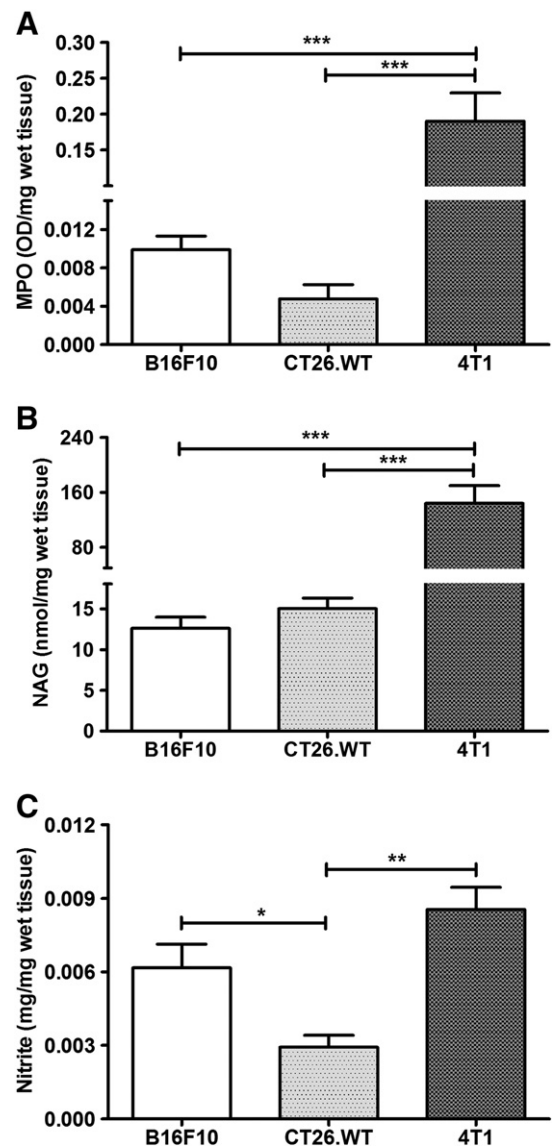 A
MPO (OD/mg wet tissue)
0.30
0.25
0.20
0.15
0.012
0.008
0.004
0.000
***
***
B16F10 CT26.WT 4T1
B
NAG (nmol/mg wet tissue)
240
160
80
15
10
5
0
***
***
B16F10 CT26.WT 4T1
C
Nitrite (mg/mg wet tissue)
0.012
0.009
0.006
0.003
0.000
**
*
B16F10 CT26.WT 4T1